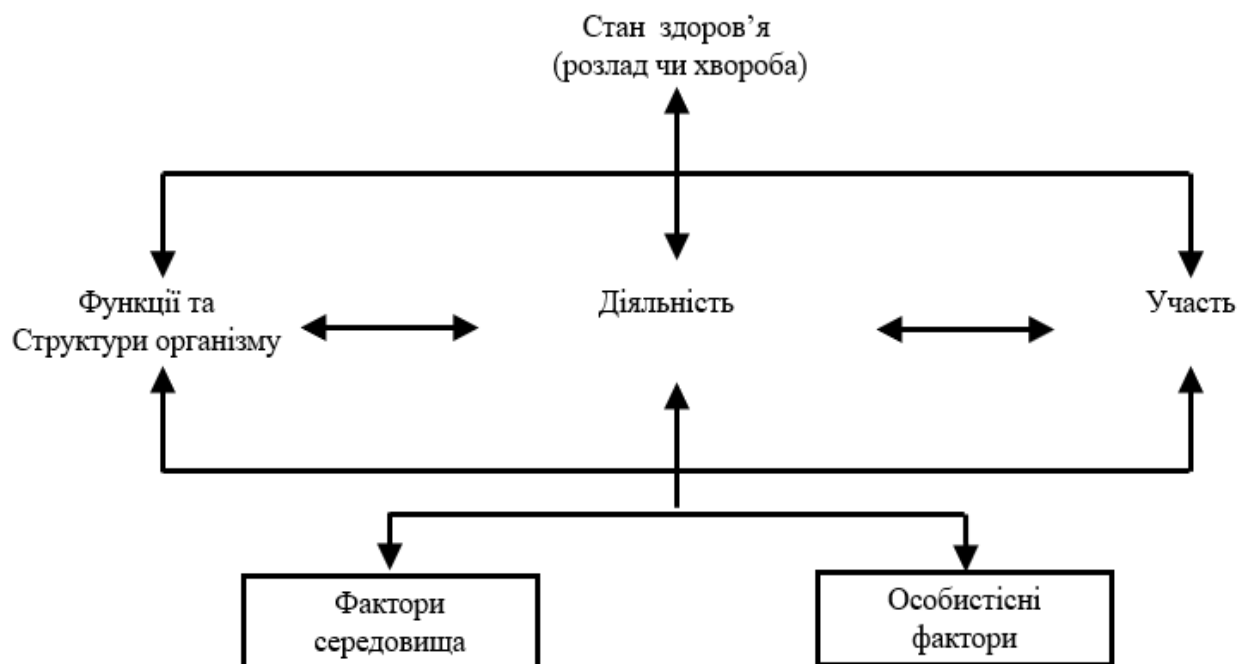 Стан здоров’я
(розлад чи хвороба)
Функції та
Структури організму
Діяльність
Участь
Фактори
середовища
Особистісні
фактори